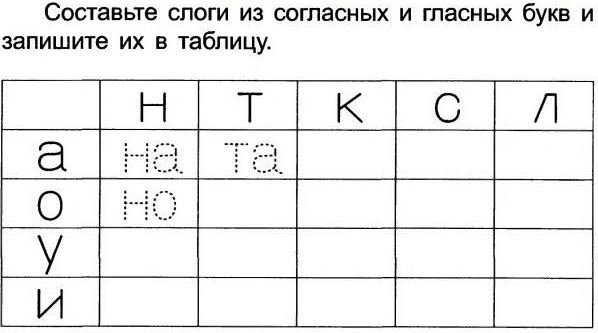 Составьте слоги из согласных и гласных букв и
запишите их в таблицу.
н т к с л
а на та
о но
у
и